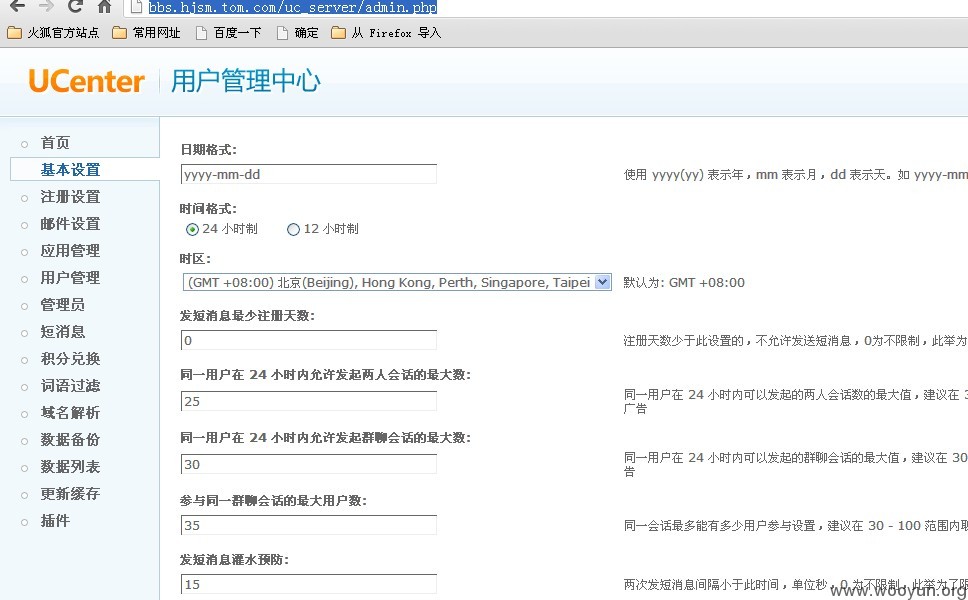 bbs.hjsm.tom.com/uc_server/admin.php
火狐官方站点 常用网址 百度一下 确定 从 Firefox 导入
UCenter 用户管理中心
首页
基本设置
注册设置
邮件设置
应用管理
用户管理
管理员
短消息
积分兑换
词语过滤
域名解析
数据备份
数据列表
更新缓存
插件
日期格式:
yyyy-mm-dd 使用 yyyy(yy) 表示年，mm 表示月，dd 表示天。如 yyyy-mm
时间格式:
24 小时制 12 小时制
时区:
(GMT +08:00) 北京(Beijing), Hong Kong, Perth, Singapore, Taipei 默认为: GMT +08:00
发短消息最少注册天数:
0 注册天数少于此设置的，不允许发送短消息，0为不限制，此举为
同一用户在 24 小时内允许发起两人会话的最大数:
25 同一用户在 24 小时内可以发起的两人会话数的最大值，建议在 3
广告
同一用户在 24 小时内允许发起群聊会话的最大数:
30 同一用户在 24 小时内可以发起的群聊会话的最大值，建议在 30
告
参与同一群聊会话的最大用户数:
35 同一会话最多能有多少用户参与设置，建议在 30 - 100 范围内取
发短消息灌水预防:
15 两次发短消息间隔小于此时间，单位秒，0 为不限制，此举为了限
www.wooyun.org